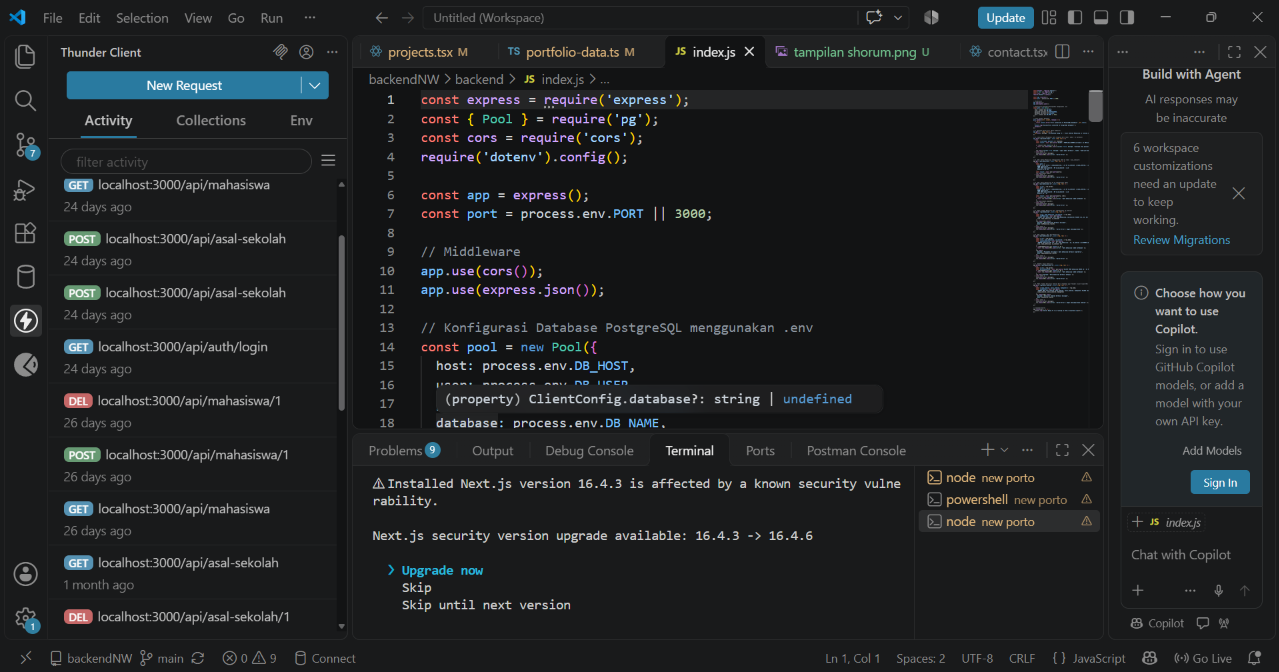 File Edit Selection View Go Run ···
Untitled (Workspace)
Update
Thunder Client
New Request
Activity Collections Env
filter activity
GET localhost:3000/api/mahasiswa
24 days ago
POST localhost:3000/api/asal-sekolah
24 days ago
POST localhost:3000/api/asal-sekolah
24 days ago
GET localhost:3000/api/auth/login
24 days ago
DEL localhost:3000/api/mahasiswa/1
26 days ago
POST localhost:3000/api/mahasiswa/1
26 days ago
GET localhost:3000/api/mahasiswa
26 days ago
GET localhost:3000/api/asal-sekolah
1 month ago
DEL localhost:3000/api/asal-sekolah/1
7
1
projects.tsx M TS portfolio-data.ts M JS index.js tampilan shorum.png U contact.tsx
backendNW > backend > JS index.js > ...
1 const express = require('express');
2 const { Pool } = require('pg');
3 const cors = require('cors');
4 require('dotenv').config();
5
6 const app = express();
7 const port = process.env.PORT || 3000;
8
9 // Middleware
10 app.use(cors());
11 app.use(express.json());
12
13 // Konfigurasi Database PostgreSQL menggunakan .env
14 const pool = new Pool({
15 host: process.env.DB_HOST,
16 user: process.env.DB_USER
17 (property) ClientConfig.database?: string | undefined
18 database: process.env.DB_NAME,
Problems 9 Output Debug Console Terminal Ports Postman Console
⚠Installed Next.js version 16.4.3 is affected by a known security vulne
rability.
Next.js security version upgrade available: 16.4.3 -> 16.4.6
> Upgrade now
Skip
Skip until next version
node new porto
powershell new porto
node new porto
Build with Agent
AI responses may
be inaccurate
6 workspace
customizations
need an update
to keep
working.
Review Migrations
Choose how you
want to use
Copilot.
Sign in to use
GitHub Copilot
models, or add a
model with your
own API key.
Add Models
Sign In
JS index.js
Chat with Copilot
Copilot
backendNW main 0 9 Connect
Ln 1, Col 1 Spaces: 2 UTF-8 CRLF { } JavaScript Go Live